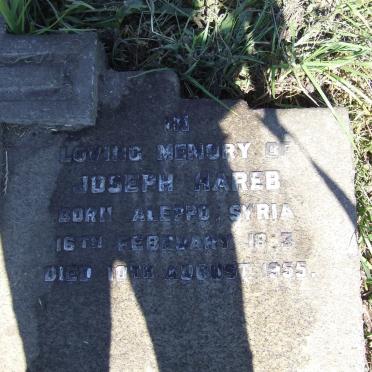 IN
LOVING MEMORY OF
JOSEPH HAREB
BORN ALEPPO, SYRIA
16TH FEBRUARY
DIED 10TH AUGUST 1955.